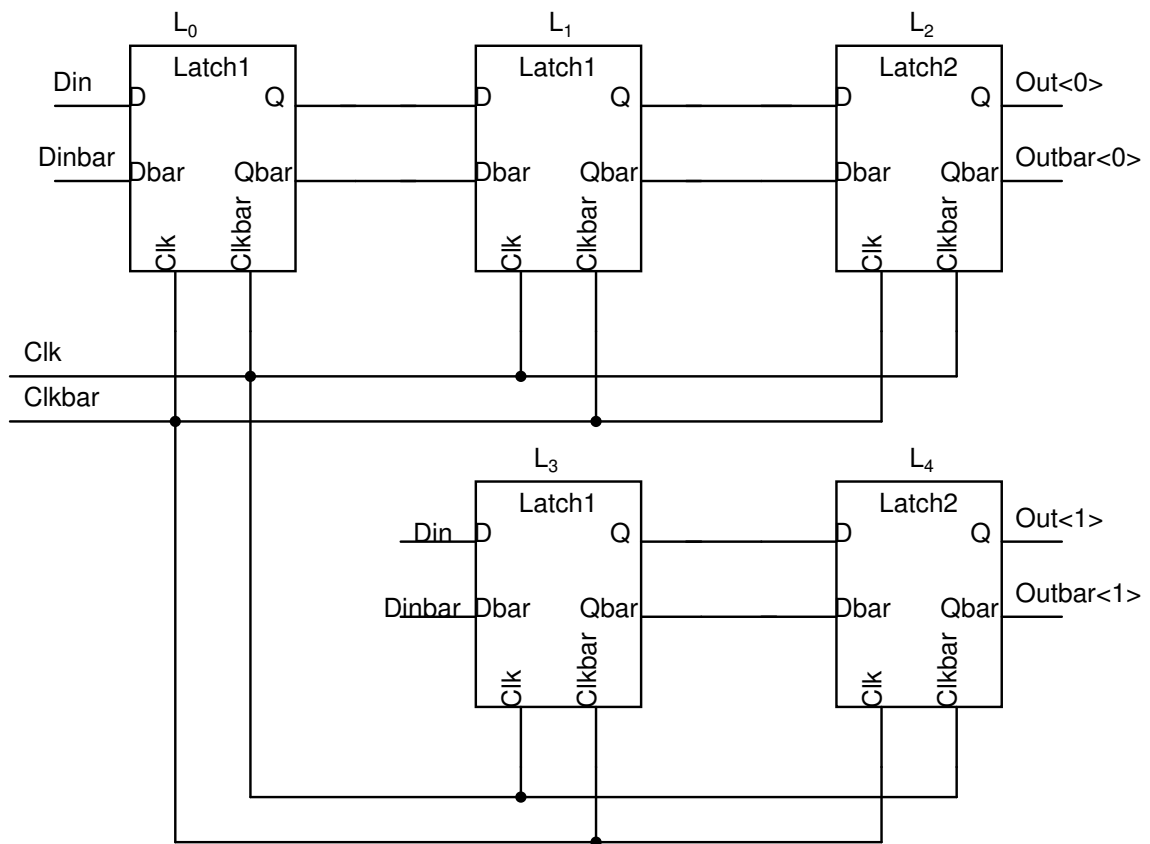 L0 L1 L2
Latch1 Latch1 Latch2
Din D Q D Q D Q Out<0>
Dinbar Dbar Qbar Dbar Qbar Dbar Qbar Outbar<0>
Clk Clkbar Clk Clkbar Clk Clkbar
Clk
Clkbar
L3 L4
Latch1 Latch2
Din D Q D Q Out<1>
Dinbar Dbar Qbar Dbar Qbar Outbar<1>
Clk Clkbar Clk Clkbar